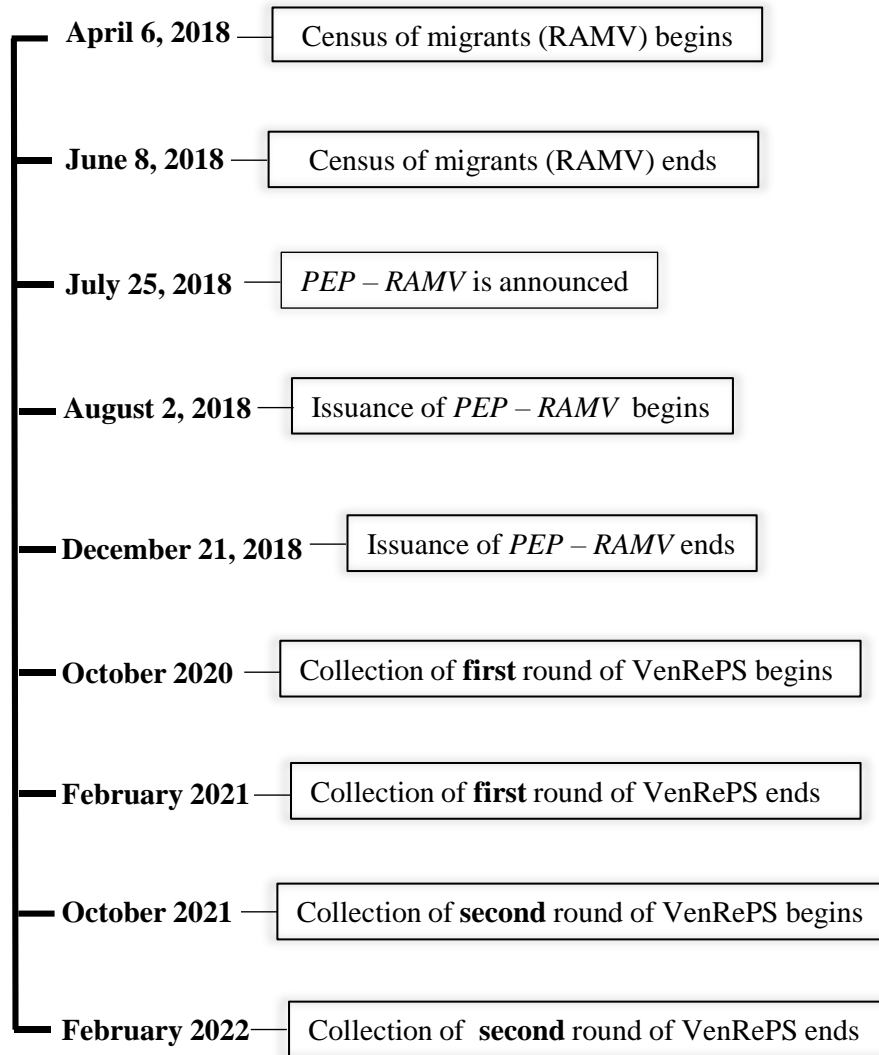 April 6, 2018 Census of migrants (RAMV) begins
June 8, 2018 Census of migrants (RAMV) ends
July 25, 2018 PEP – RAMV is announced
August 2, 2018 Issuance of PEP – RAMV begins
December 21, 2018 Issuance of PEP – RAMV ends
October 2020 Collection of first round of VenRePS begins
February 2021 Collection of first round of VenRePS ends
October 2021 Collection of second round of VenRePS begins
February 2022 Collection of second round of VenRePS ends